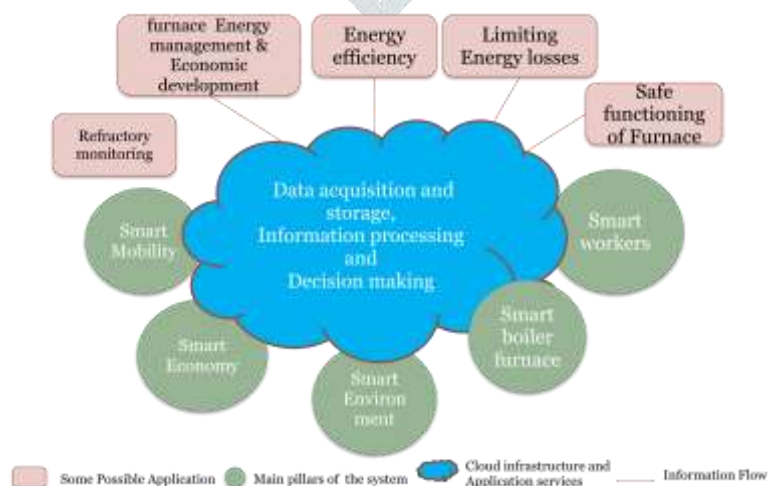 furnace Energy
management &
Economic
development
Energy
efficiency
Limiting
Energy losses
Safe
functioning
of Furnace
Refractory
monitoring
Data acquisition and
storage,
Information processing
and
Decision making
Smart
Mobility
Smart
workers
Smart
Economy
Smart
boiler
furnace
Smart
Environ
ment
Some Possible Application
Main pillars of the system
Cloud infrastructure and
Application services
Information Flow